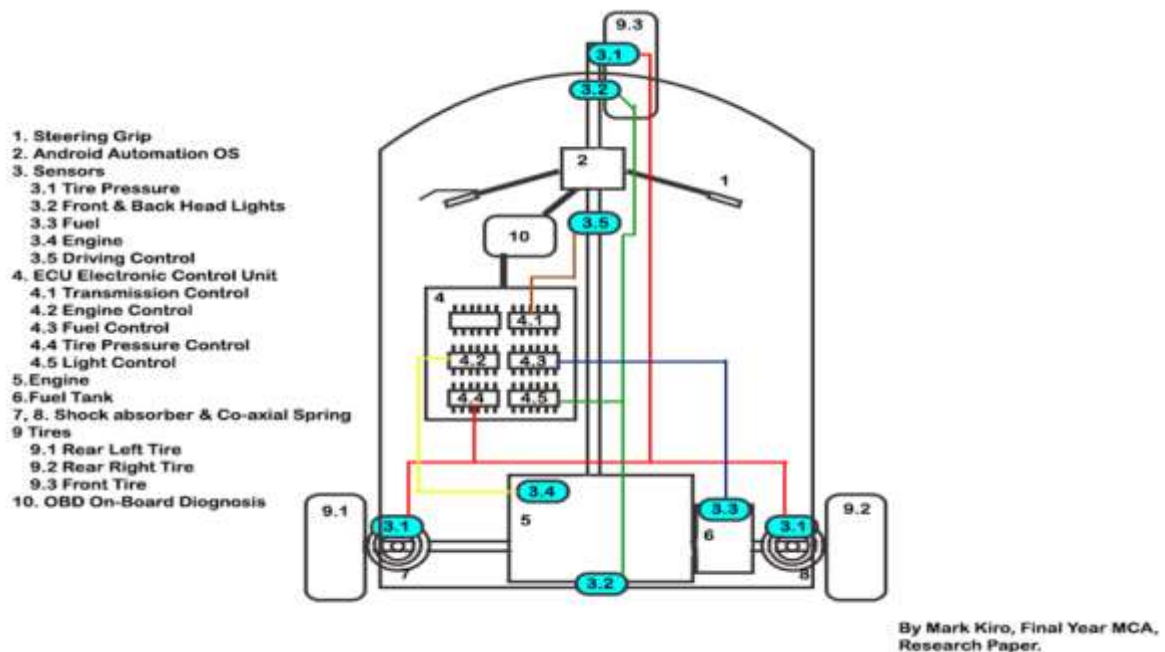 9.3
3.1
3.2
1. Steering Grip
2. Android Automation OS
3. Sensors
3.1 Tire Pressure
3.2 Front & Back Head Lights
3.3 Fuel
3.4 Engine
3.5 Driving Control
4. ECU Electronic Control Unit
4.1 Transmission Control
4.2 Engine Control
4.3 Fuel Control
4.4 Tire Pressure Control
4.5 Light Control
5.Engine
6.Fuel Tank
7, 8. Shock absorber & Co-axial Spring
9 Tires
9.1 Rear Left Tire
9.2 Rear Right Tire
9.3 Front Tire
10. OBD On-Board Diognosis
2
1
3.5
10
4
4.1
4.2
4.3
4.4
4.5
3.4
9.1
3.1
5
3.3
6
3.1
9.2
7
8
3.2
By Mark Kiro, Final Year MCA,
Research Paper.